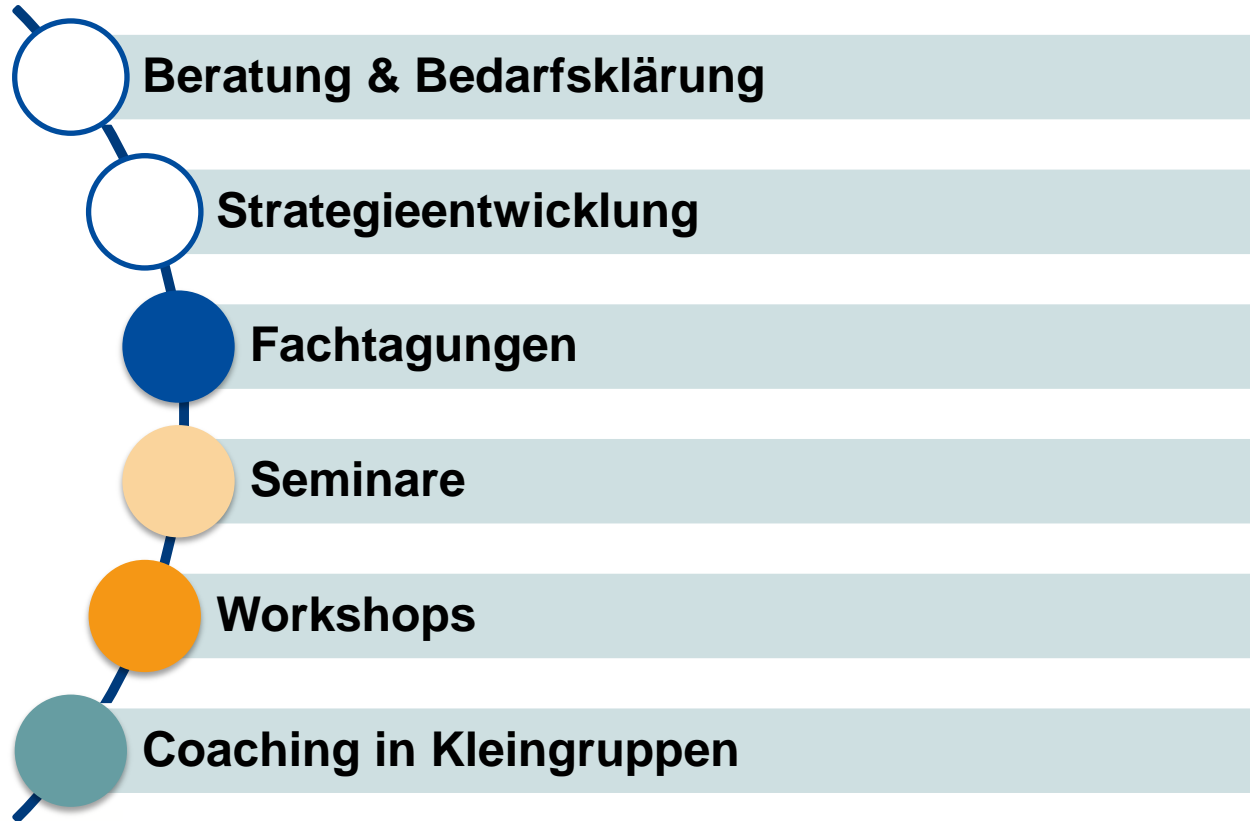 Beratung & Bedarfsklärung
Strategieentwicklung
Fachtagungen
Seminare
Workshops
Coaching in Kleingruppen